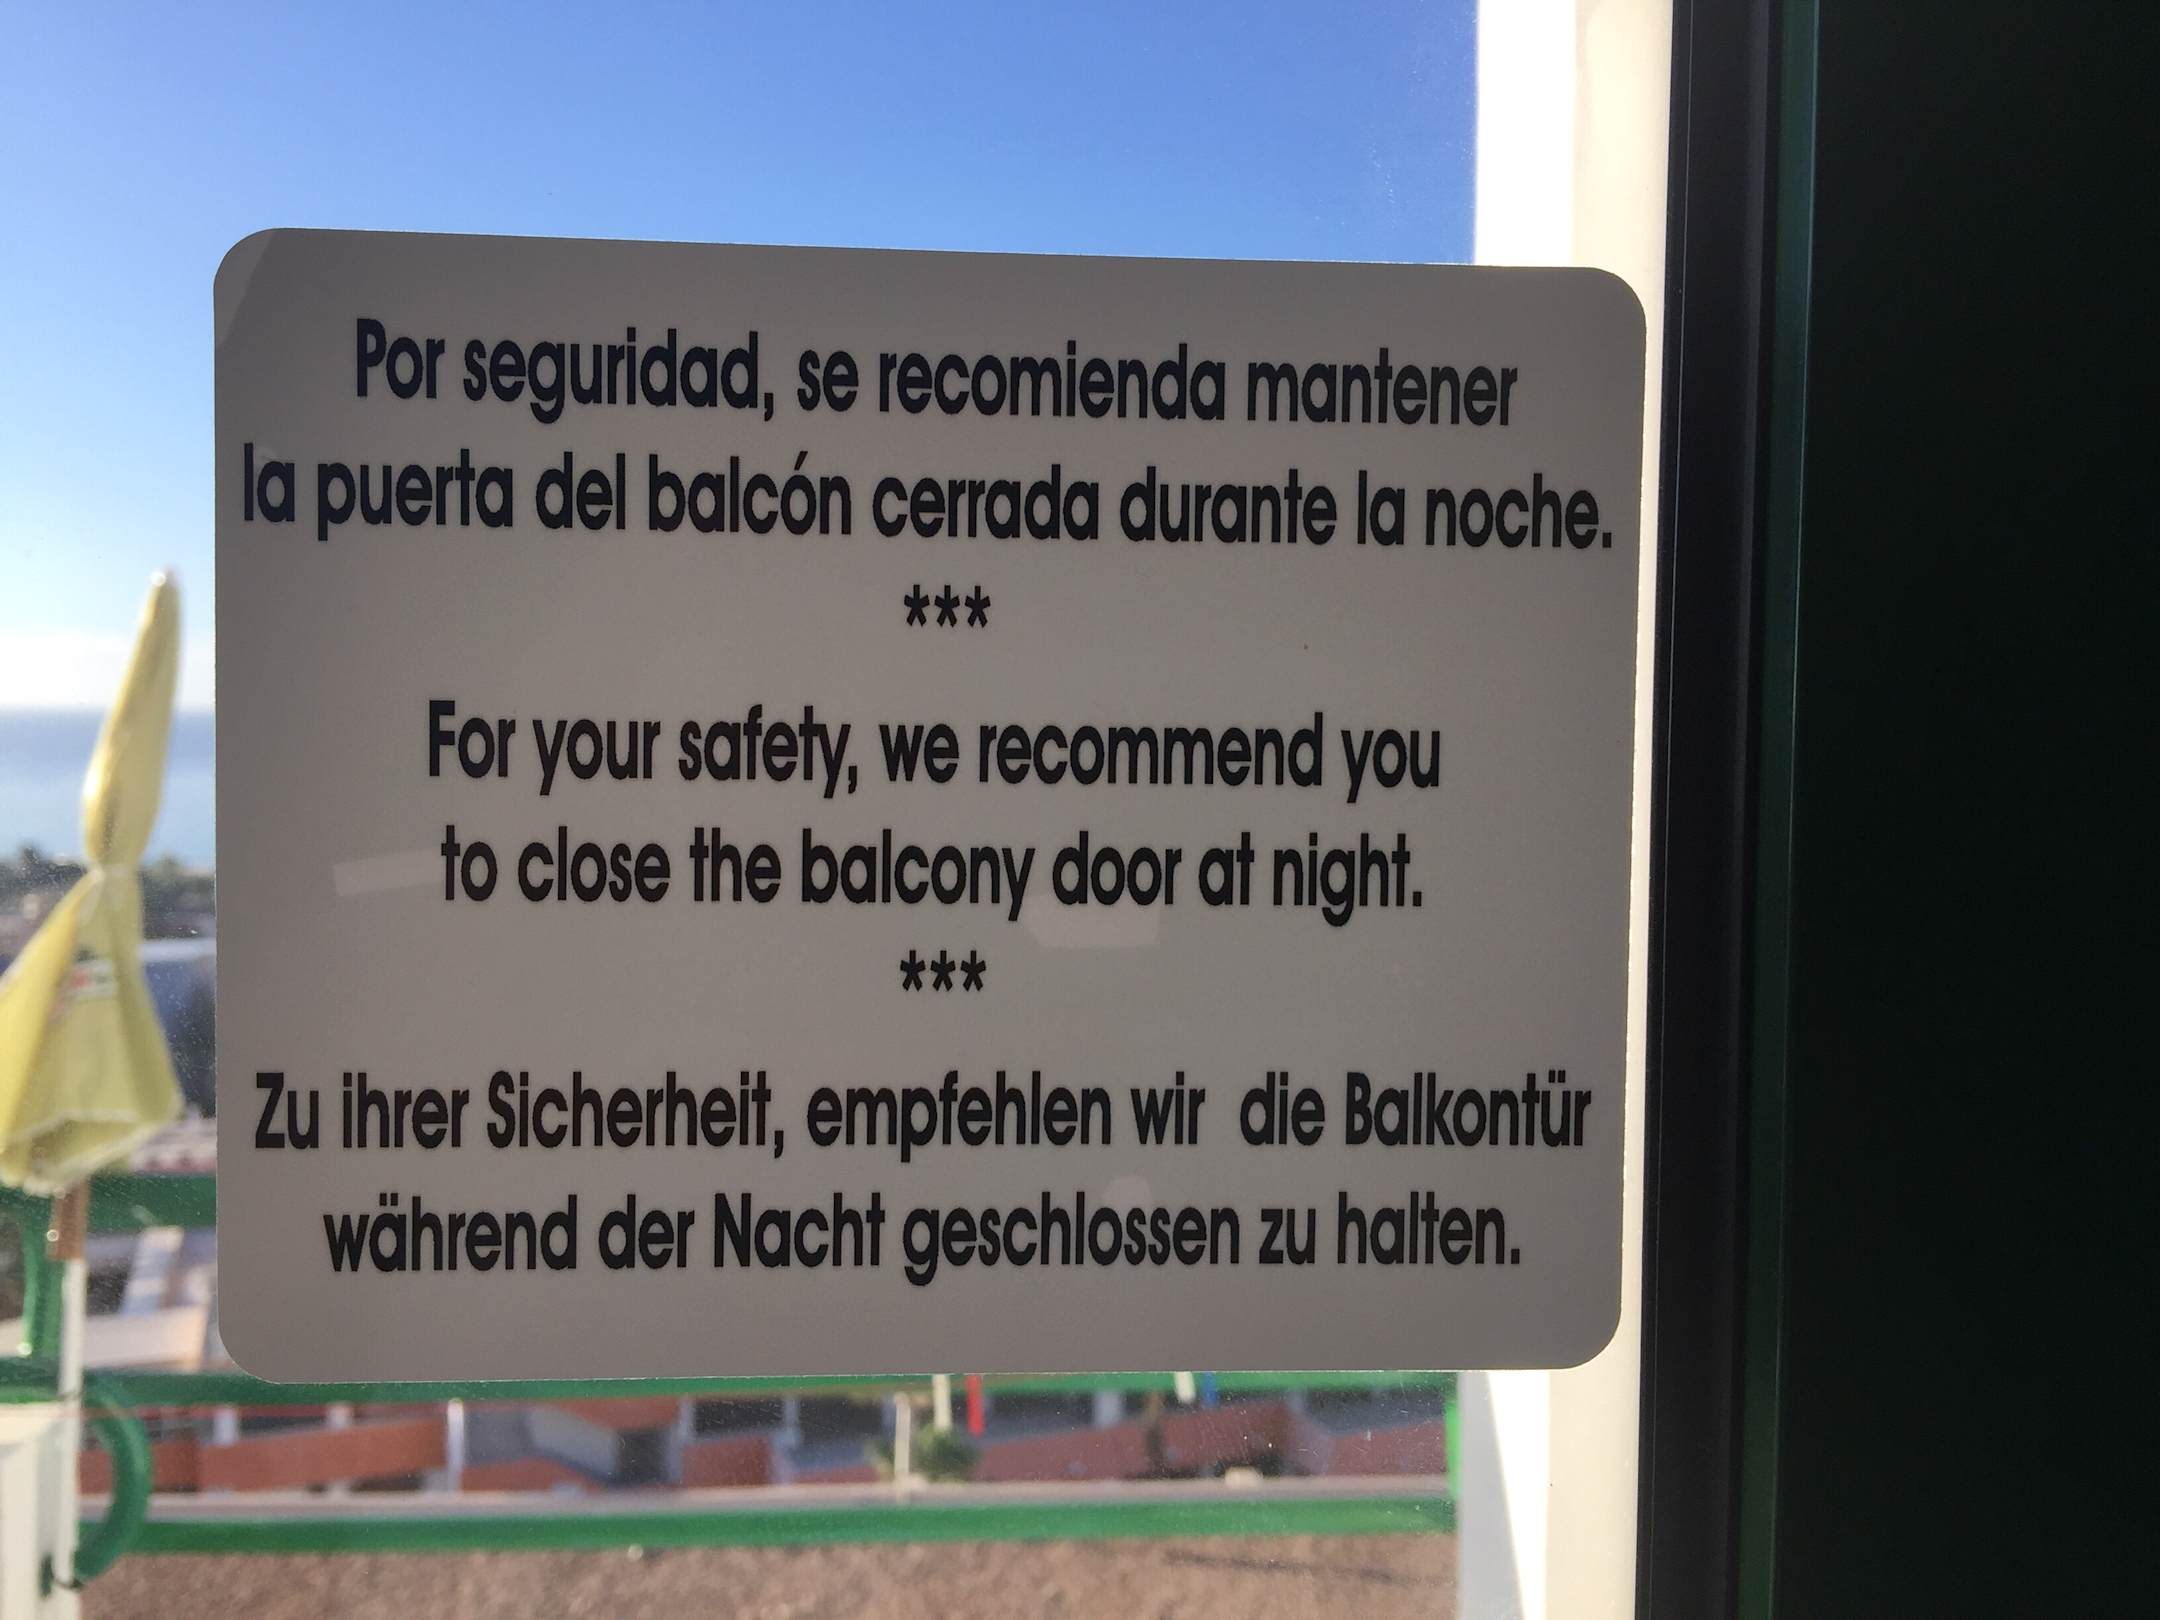 Por seguridad, se recomienda mantener
la puerta del balcón cerrada durante la noche.
***
For your safety, we recommend you
to close the balcony door at night.
***
Zu ihrer Sicherheit, empfehlen wir  die Balkontür
während der Nacht geschlossen zu halten.